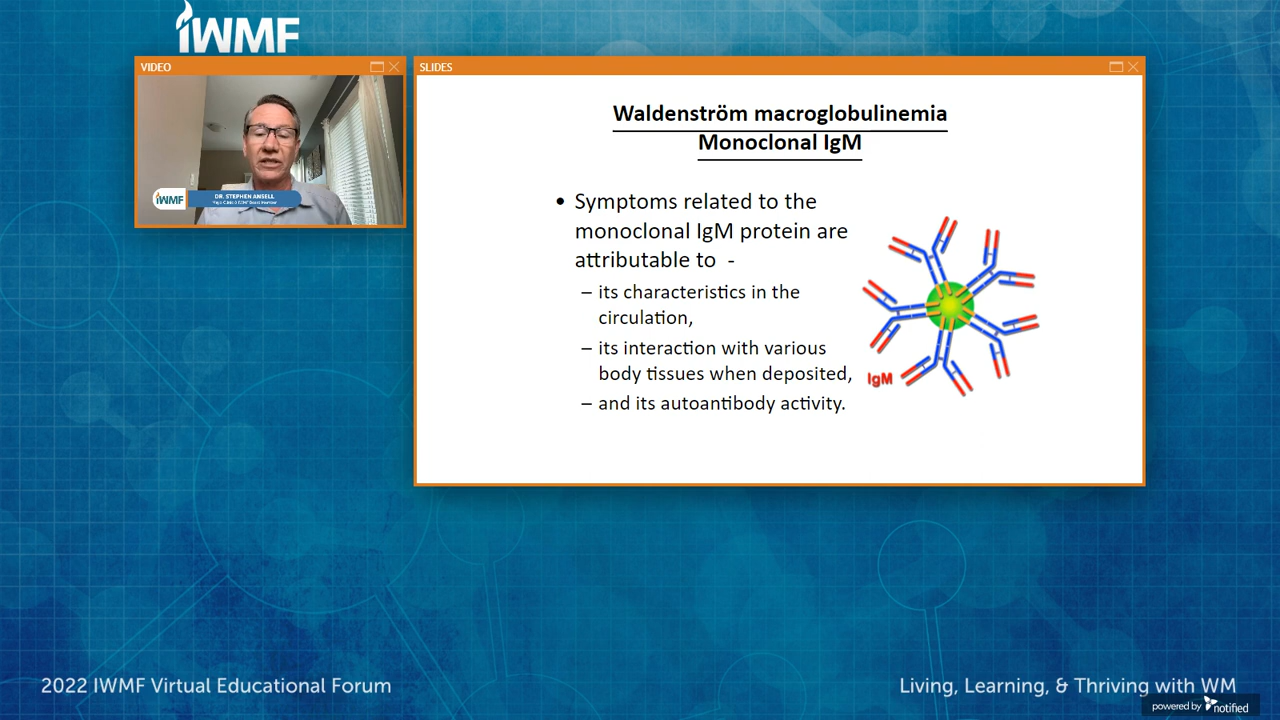 IWMF
VIDEO
SLIDES
IWMF
DR. STEPHEN ANSELL
Waldenström macroglobulinemia
Monoclonal IgM
• Symptoms related to the
monoclonal IgM protein are
attributable to -
– its characteristics in the
circulation,
– its interaction with various
body tissues when deposited,
– and its autoantibody activity.
IgM
2022 IWMF Virtual Educational Forum
Living, Learning, & Thriving with WM
powered by notified